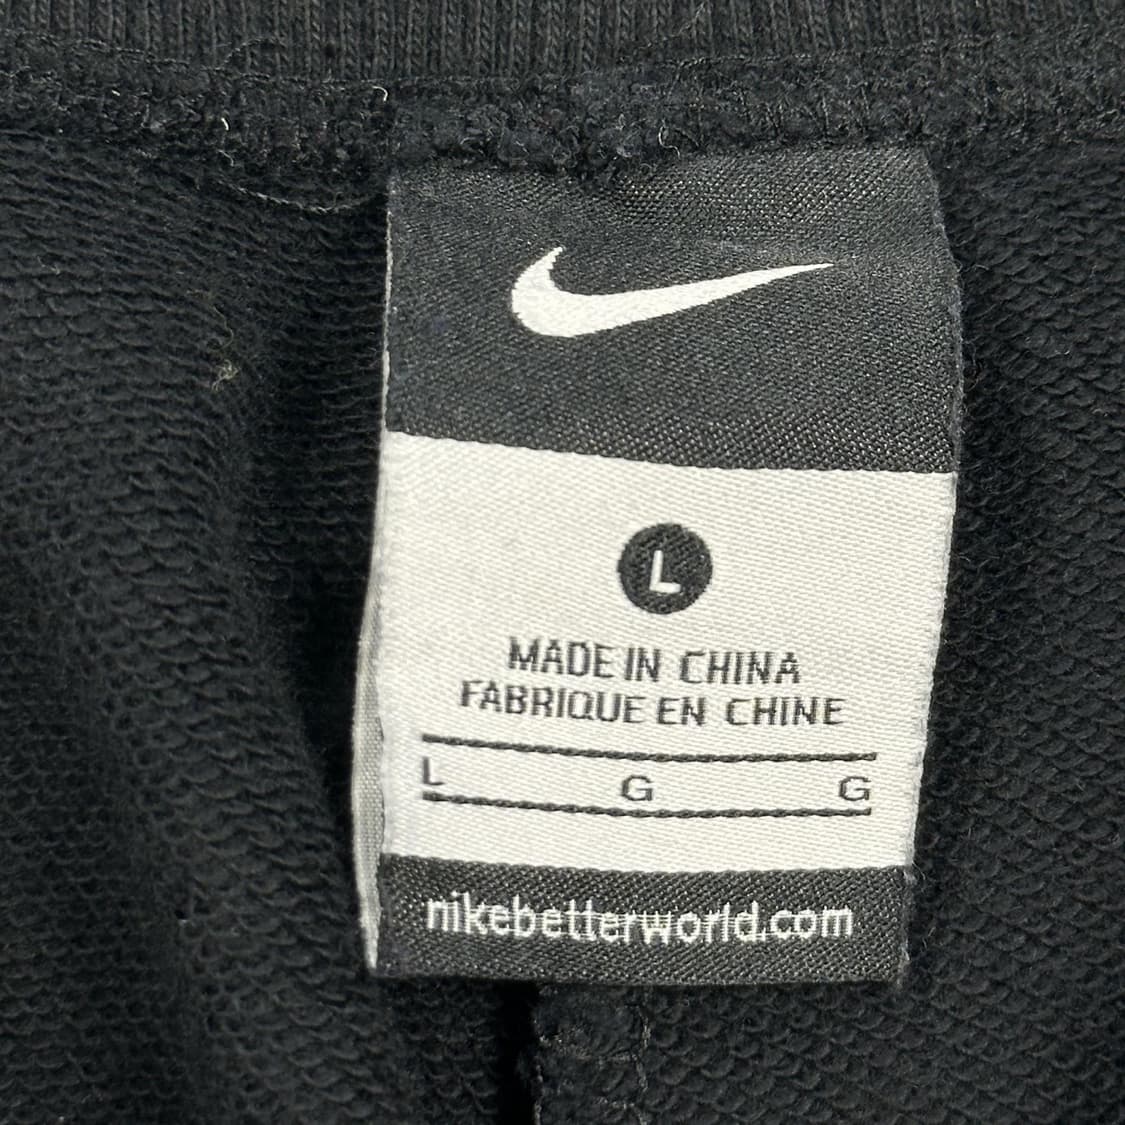 L
MADE IN CHINA
FABRIQUE EN CHINE
L G G
nikebetterworld.com